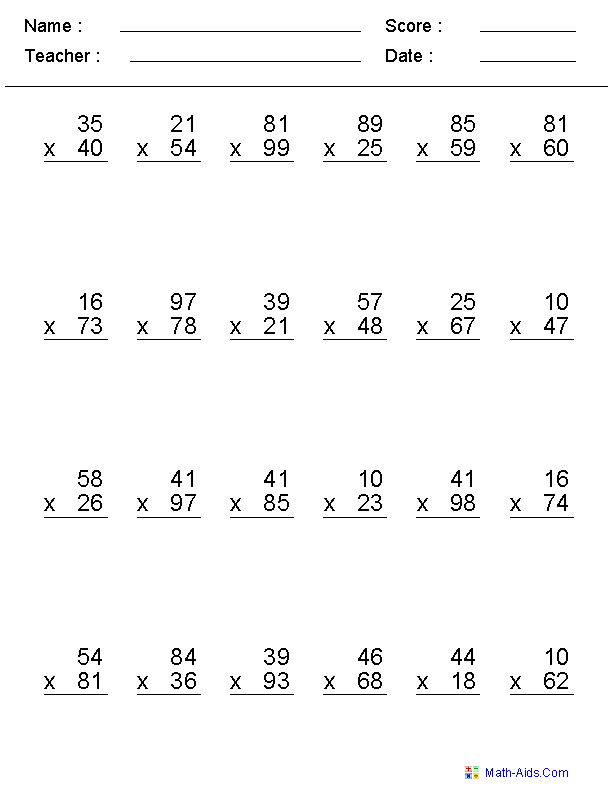 Name : Score :
Teacher : Date :
35 21 81 89 85 81
x 40 x 54 x 99 x 25 x 59 x 60
16 97 39 57 25 10
x 73 x 78 x 21 x 48 x 67 x 47
58 41 41 10 41 16
x 26 x 97 x 85 x 23 x 98 x 74
54 84 39 46 44 10
x 81 x 36 x 93 x 68 x 18 x 62
Math-Aids.Com